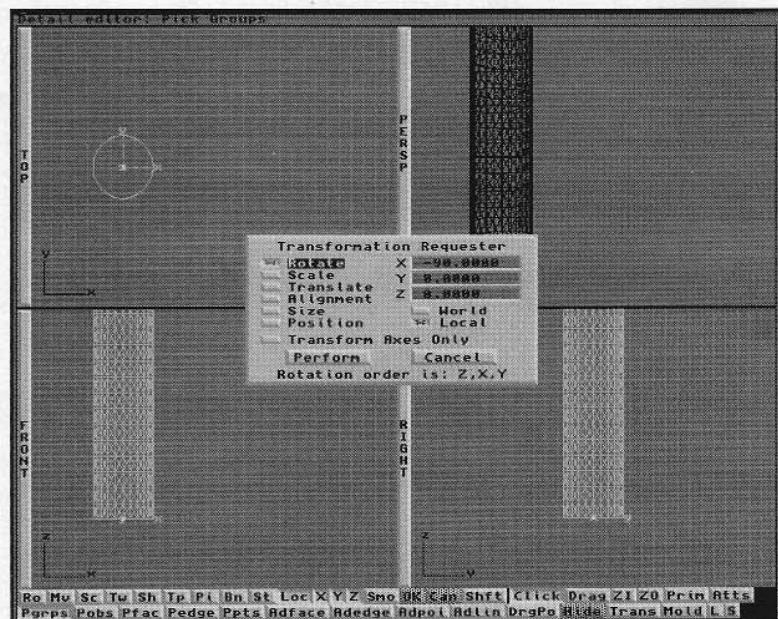 Detail editor: Pick Groups
TOP
PERSP
y
x
y
x
Transformation Requester
Rotate X -90.0000
Scale Y 0.0000
Translate Z 0.0000
Alignment
Size World
Position Local
Transform Axes Only
Perform Cancel
Rotation order is: Z,X,Y
FRONT
RIGHT
z
x
z
y
Ro Mv Sc Tw Sh Tp Pi Bn St Loc X Y Z Smo OK Can Shft Click Drag ZI ZO Prim Atts
Pgrps Pobs Pfac Pedge Ppts Adface Adedge Adpoi Adlin DrgPo Hide Trans Mold L S